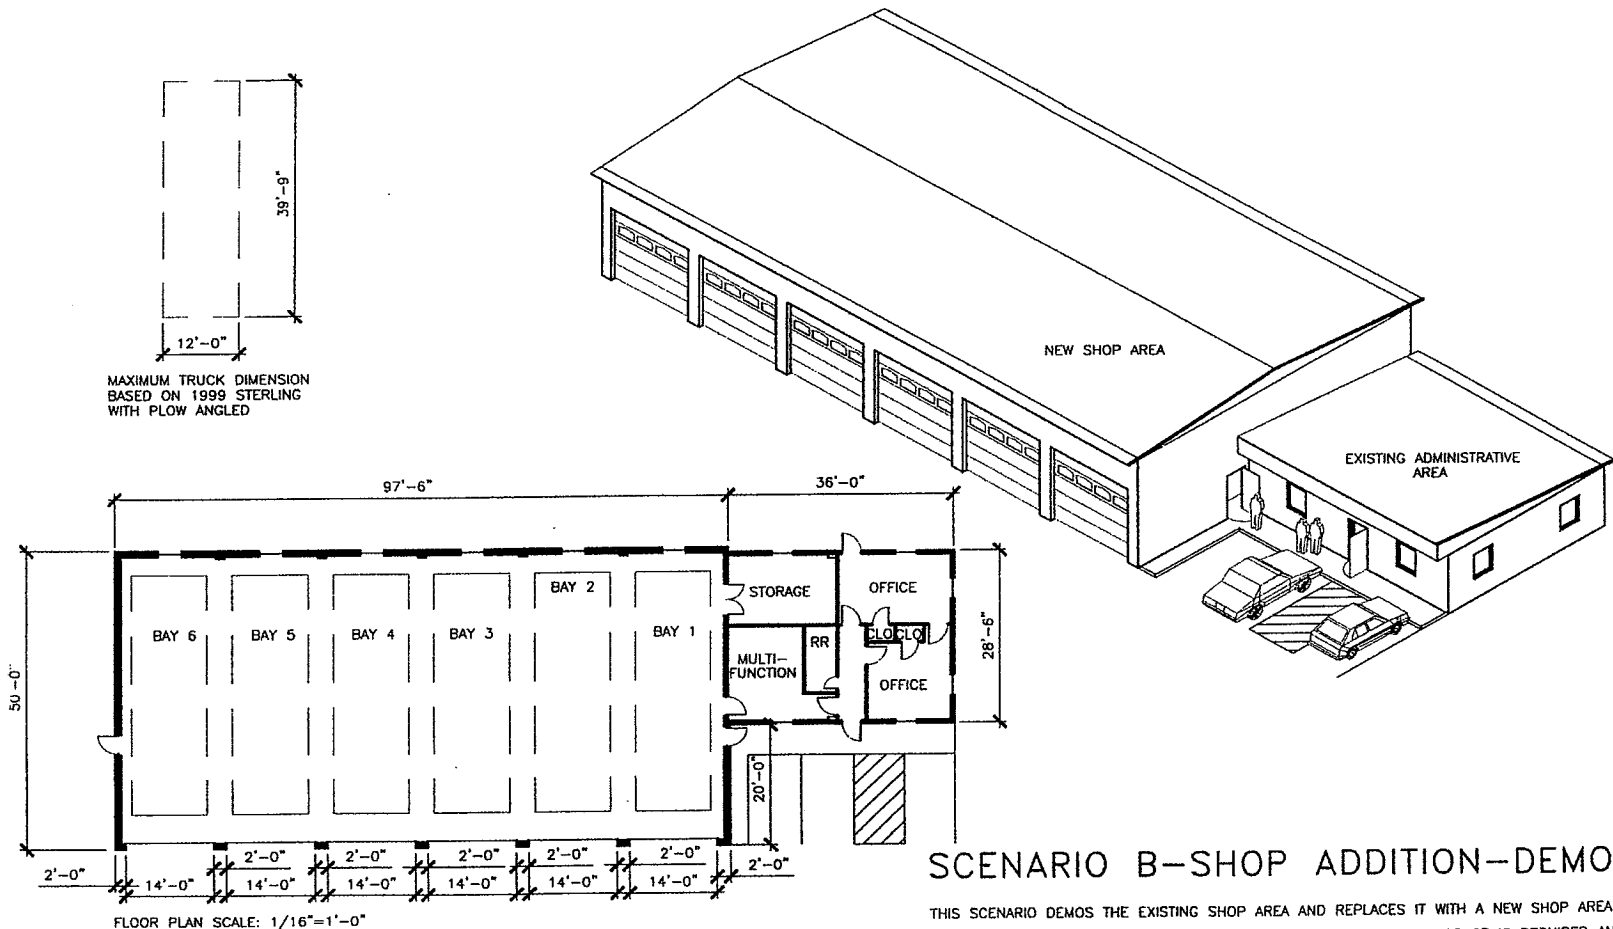 39'-9"
12'-0"
MAXIMUM TRUCK DIMENSION
BASED ON 1999 STERLING
WITH PLOW ANGLED
NEW SHOP AREA
EXISTING ADMINISTRATIVE
AREA
97'-6"
36'-0"
STORAGE
OFFICE
BAY 2
BAY 6
BAY 5
BAY 4
BAY 3
BAY 1
RR
CLO
CLO
MULTI-
FUNCTION
OFFICE
28'-6"
50'-0"
20'-0"
2'-0"
2'-0"
2'-0"
2'-0"
2'-0"
2'-0"
2'-0"
14'-0"
14'-0"
14'-0"
14'-0"
14'-0"
14'-0"
FLOOR PLAN SCALE: 1/16"=1'-0"
SCENARIO B-SHOP ADDITION-DEMO
THIS SCENARIO DEMOS THE EXISTING SHOP AREA AND REPLACES IT WITH A NEW SHOP AREA